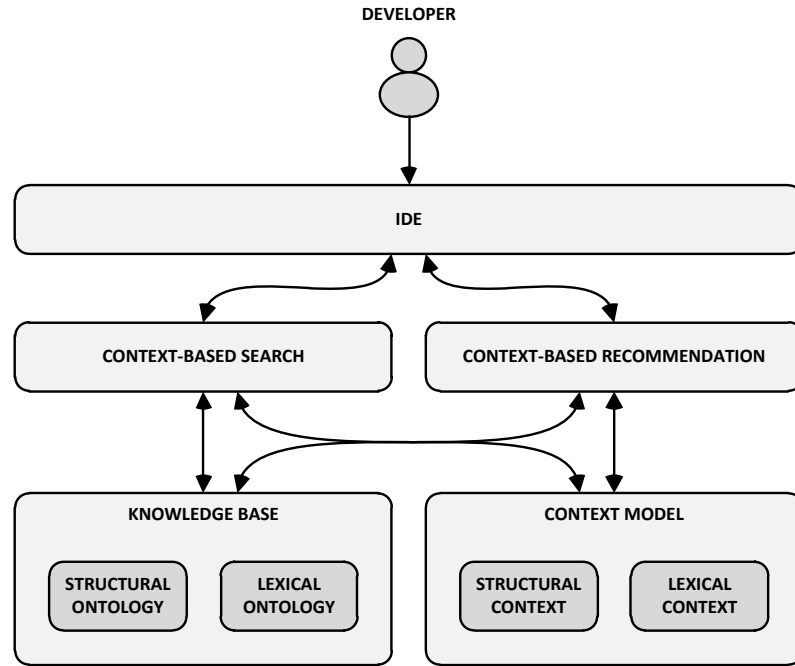 DEVELOPER
IDE
CONTEXT-BASED SEARCH
CONTEXT-BASED RECOMMENDATION
KNOWLEDGE BASE
STRUCTURAL
ONTOLOGY
LEXICAL
ONTOLOGY
CONTEXT MODEL
STRUCTURAL
CONTEXT
LEXICAL
CONTEXT